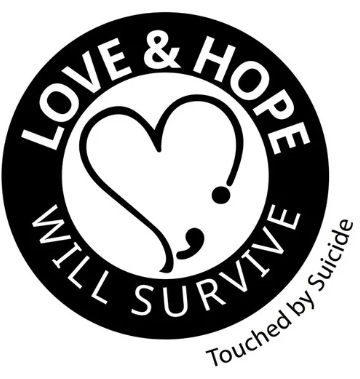 LOVE & HOPE
WILL SURVIVE
Touched by Suicide